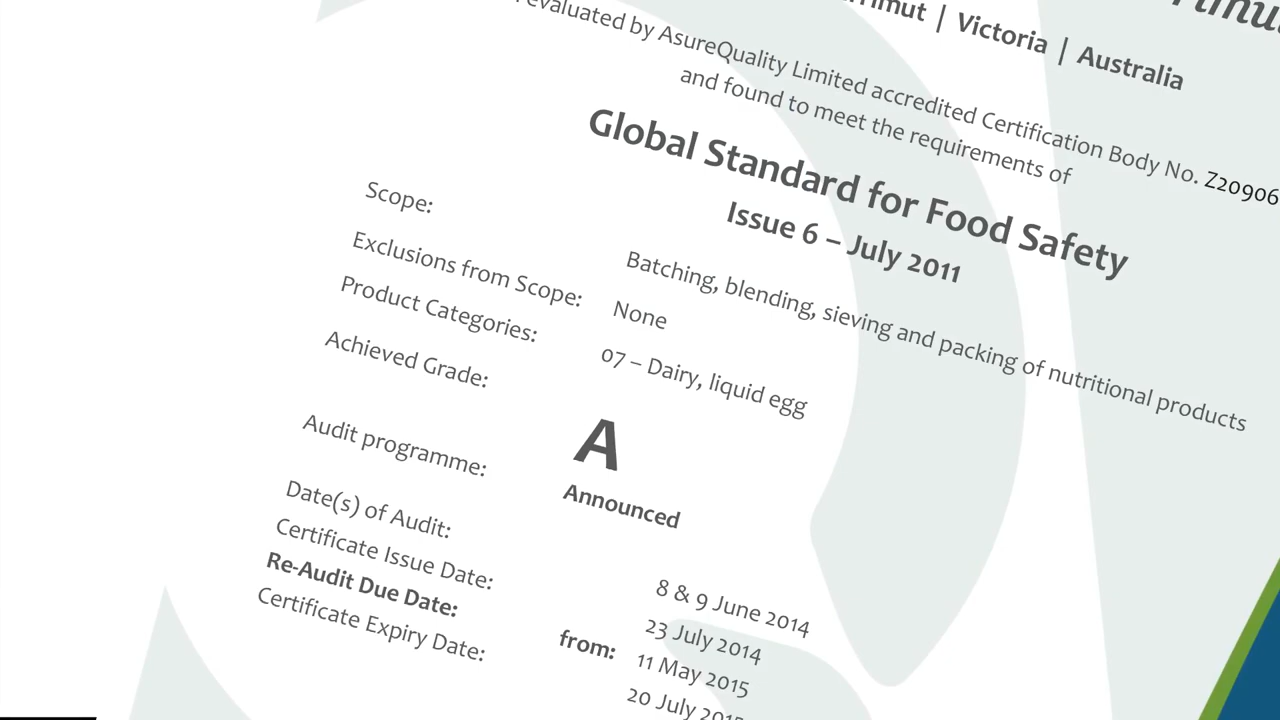 | Victoria | Australia
evaluated by AsureQuality Limited accredited Certification Body No. Z20906
and found to meet the requirements of
Global Standard for Food Safety
Issue 6 – July 2011
Scope: Batching, blending, sieving and packing of nutritional products
Exclusions from Scope: None
Product Categories: 07 – Dairy, liquid egg
Achieved Grade: A
Audit programme: Announced
Date(s) of Audit: 8 & 9 June 2014
Certificate Issue Date: 23 July 2014
Re-Audit Due Date: from: 11 May 2015
Certificate Expiry Date: 20 July 2015